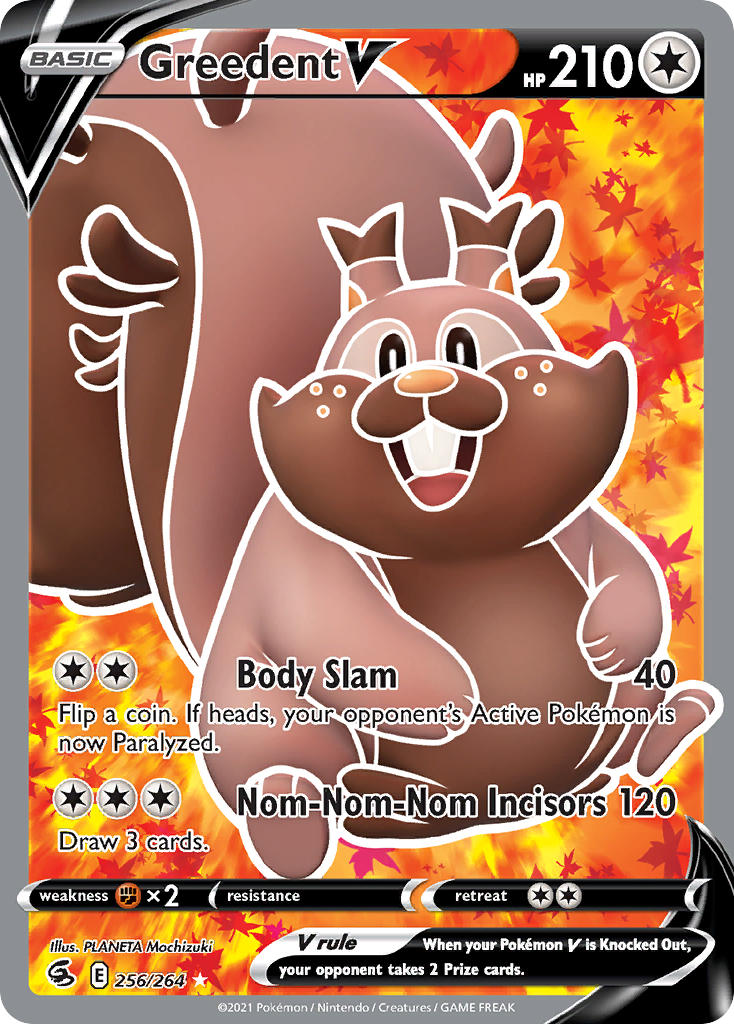 BASIC Greedent V HP 210
Body Slam 40
Flip a coin. If heads, your opponent's Active Pokémon is
now Paralyzed.
Nom-Nom-Nom Incisors 120
Draw 3 cards.
weakness ×2 resistance retreat
Illus. PLANETA Mochizuki
V rule When your Pokémon V is Knocked Out,
your opponent takes 2 Prize cards.
E 256/264
©2021 Pokémon / Nintendo / Creatures / GAME FREAK